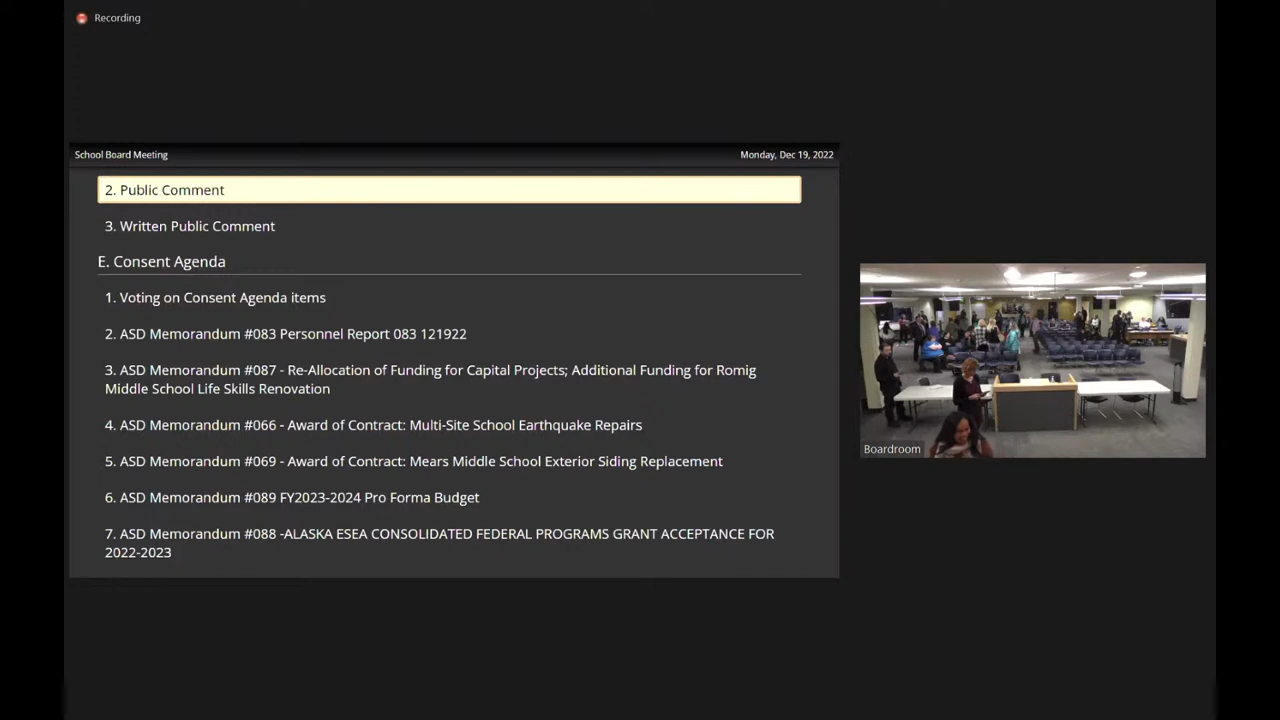 Recording
School Board Meeting
Monday, Dec 19, 2022
2. Public Comment
3. Written Public Comment
E. Consent Agenda
1. Voting on Consent Agenda items
2. ASD Memorandum #083 Personnel Report 083 121922
3. ASD Memorandum #087 - Re-Allocation of Funding for Capital Projects; Additional Funding for Romig
Middle School Life Skills Renovation
4. ASD Memorandum #066 - Award of Contract: Multi-Site School Earthquake Repairs
5. ASD Memorandum #069 - Award of Contract: Mears Middle School Exterior Siding Replacement
6. ASD Memorandum #089 FY2023-2024 Pro Forma Budget
7. ASD Memorandum #088 -ALASKA ESEA CONSOLIDATED FEDERAL PROGRAMS GRANT ACCEPTANCE FOR
2022-2023
Boardroom